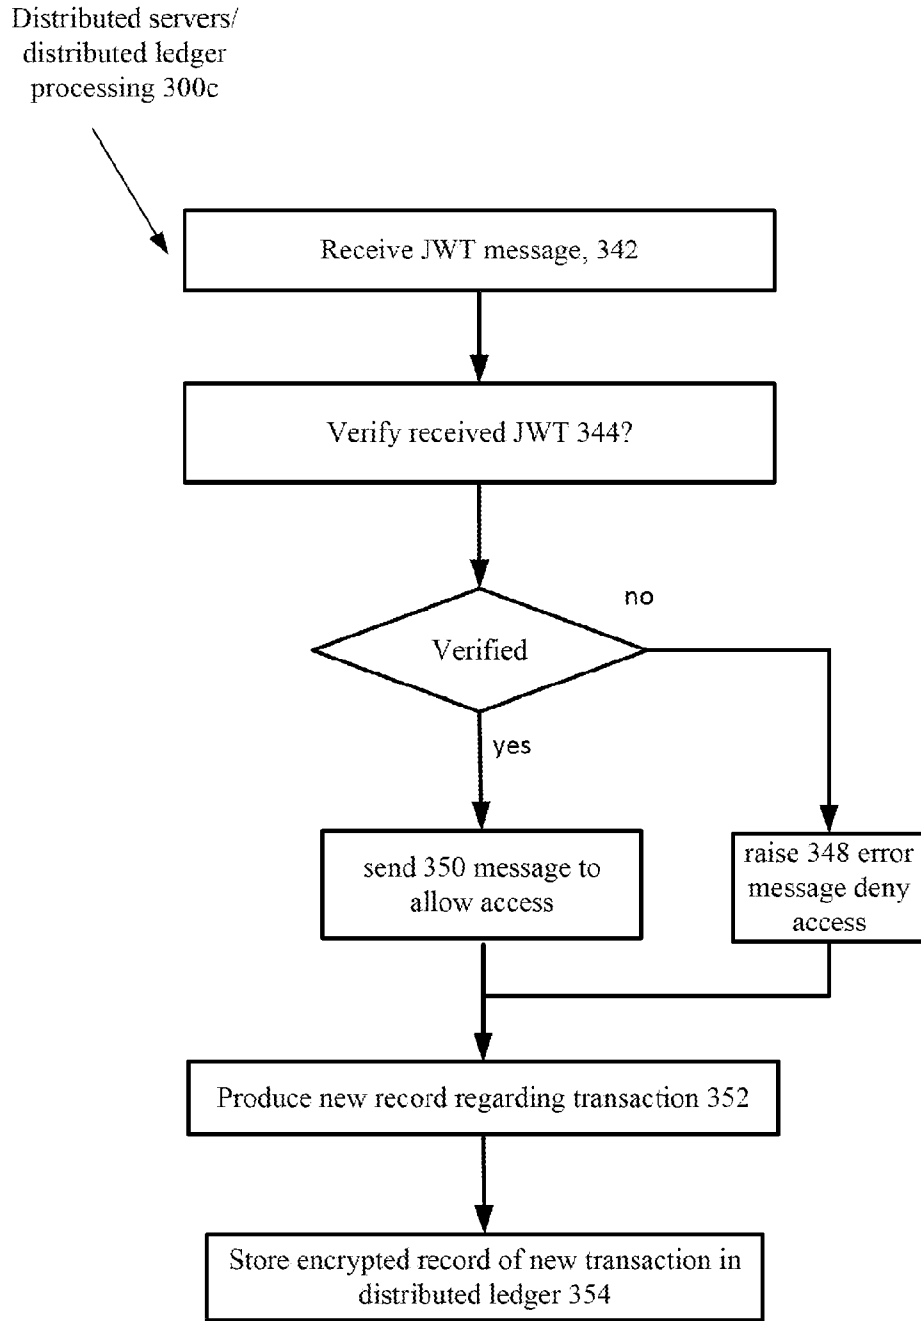 Distributed servers/
distributed ledger
processing 300c
Receive JWT message, 342
Verify received JWT 344?
no
Verified
yes
send 350 message to
allow access
raise 348 error
message deny
access
Produce new record regarding transaction 352
Store encrypted record of new transaction in
distributed ledger 354